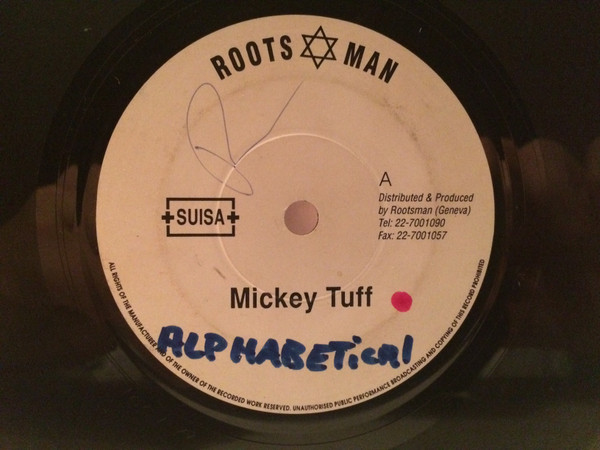 ROOTS MAN
A
Distributed & Produced
by Rootsman (Geneva)
Tel: 22-7001090
Fax: 22-7001057
SUISA
Mickey Tuff
ALPHABETiCAl
ALL RIGHTS OF THE MANUFACTURER AND OF THE OWNER OF THE RECORDED WORK RESERVED. UNAUTHORISED PUBLIC PERFORMANCE BROADCASTING AND COPYING OF THIS RECORD PROHIBITED